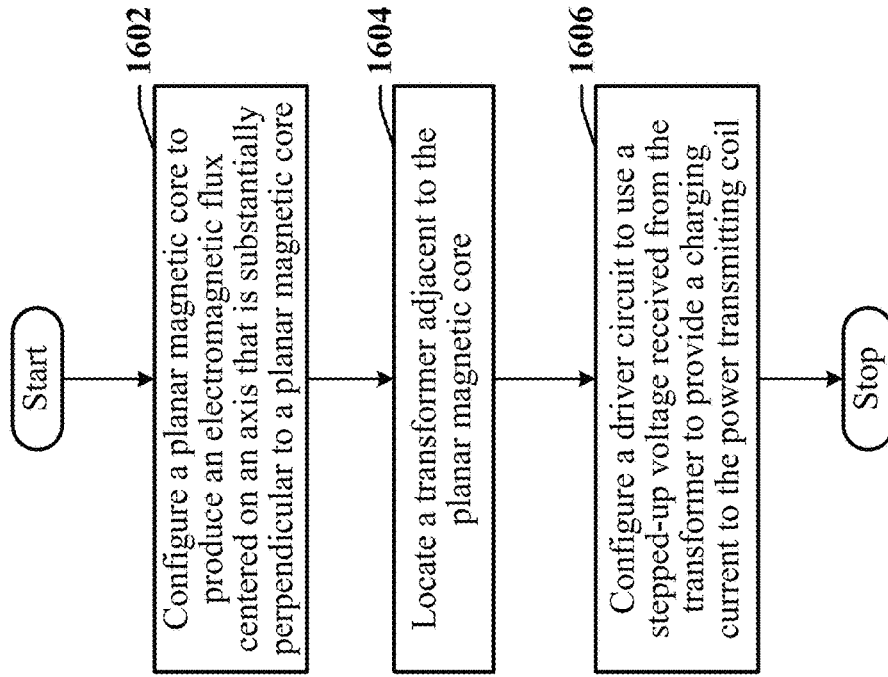 Start
1602
Configure a planar magnetic core to
produce an electromagnetic flux
centered on an axis that is substantially
perpendicular to a planar magnetic core
1604
Locate a transformer adjacent to the
planar magnetic core
1606
Configure a driver circuit to use a
stepped-up voltage received from the
transformer to provide a charging
current to the power transmitting coil
Stop